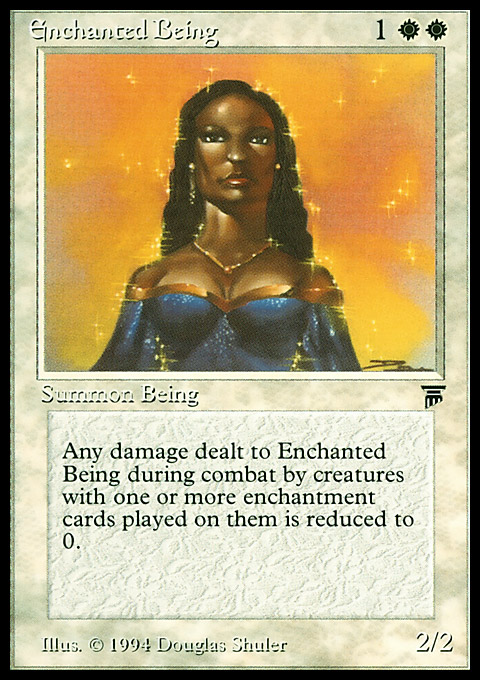 Enchanted Being 1
Summon Being
Any damage dealt to Enchanted
Being during combat by creatures
with one or more enchantment
cards played on them is reduced to
0.
Illus. © 1994 Douglas Shuler 2/2